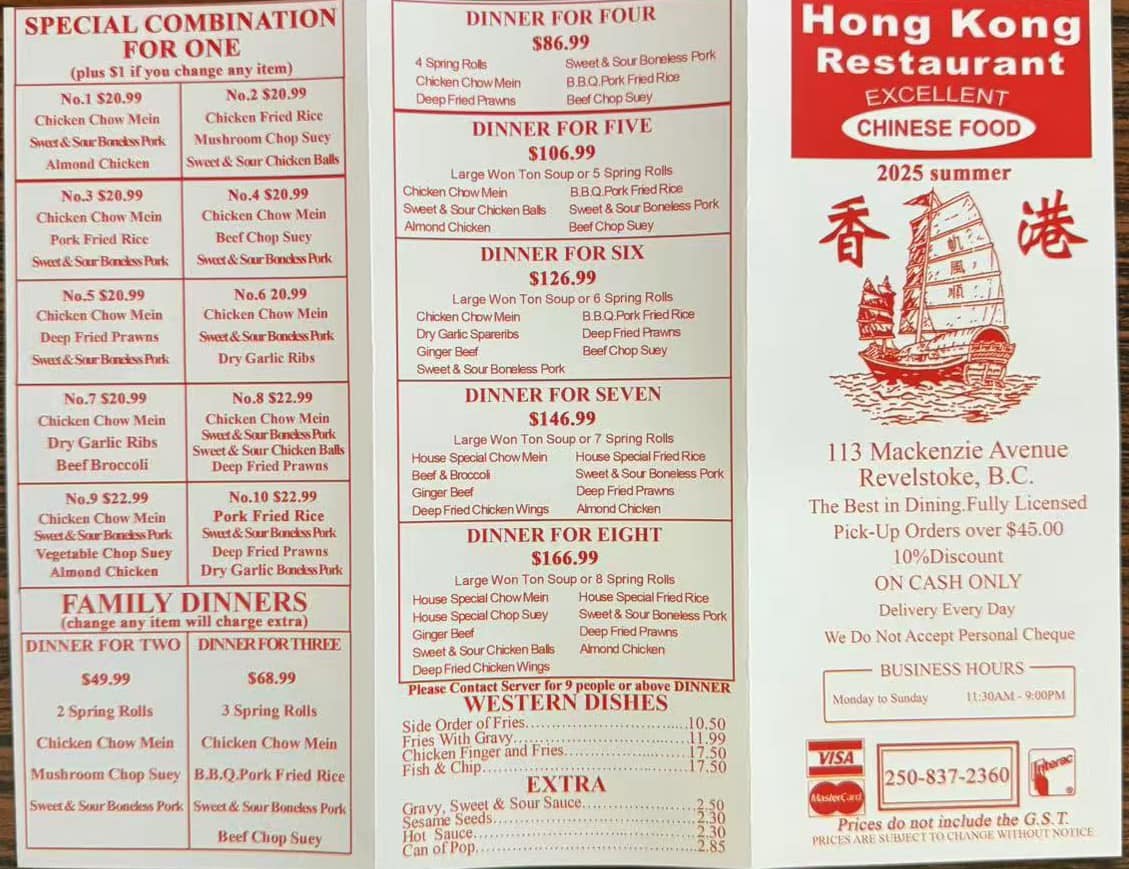 SPECIAL COMBINATION
FOR ONE
(plus $1 if you change any item)
No.1 $20.99
Chicken Chow Mein
Sweet & Sour Boneless Pork
Almond Chicken
No.2 $20.99
Chicken Fried Rice
Mushroom Chop Suey
Sweet & Sour Chicken Balls
No.3 $20.99
Chicken Chow Mein
Pork Fried Rice
Sweet & Sour Boneless Pork
No.4 $20.99
Chicken Chow Mein
Beef Chop Suey
Sweet & Sour Boneless Pork
No.5 $20.99
Chicken Chow Mein
Deep Fried Prawns
Sweet & Sour Boneless Pork
No.6 20.99
Chicken Chow Mein
Sweet & Sour Boneless Pork
Dry Garlic Ribs
No.7 $20.99
Chicken Chow Mein
Dry Garlic Ribs
Beef Broccoli
No.8 $22.99
Chicken Chow Mein
Sweet & Sour Boneless Pork
Sweet & Sour Chicken Balls
Deep Fried Prawns
No.9 $22.99
Chicken Chow Mein
Sweet & Sour Boneless Pork
Vegetable Chop Suey
Almond Chicken
No.10 $22.99
Pork Fried Rice
Sweet & Sour Boneless Pork
Deep Fried Prawns
Dry Garlic Boneless Pork
FAMILY DINNERS
(change any item will charge extra)
DINNER FOR TWO
$49.99
2 Spring Rolls
Chicken Chow Mein
Mushroom Chop Suey
Sweet & Sour Boneless Pork
DINNER FOR THREE
$68.99
3 Spring Rolls
Chicken Chow Mein
B.B.Q.Pork Fried Rice
Sweet & Sour Boneless Pork
Beef Chop Suey
DINNER FOR FOUR
$86.99
4 Spring Rolls Sweet & Sour Boneless Pork
Chicken Chow Mein B.B.Q.Pork Fried Rice
Deep Fried Prawns Beef Chop Suey
DINNER FOR FIVE
$106.99
Large Won Ton Soup or 5 Spring Rolls
Chicken Chow Mein B.B.Q.Pork Fried Rice
Sweet & Sour Chicken Balls Sweet & Sour Boneless Pork
Almond Chicken Beef Chop Suey
DINNER FOR SIX
$126.99
Large Won Ton Soup or 6 Spring Rolls
Chicken Chow Mein B.B.Q.Pork Fried Rice
Dry Garlic Spareribs Deep Fried Prawns
Ginger Beef Beef Chop Suey
Sweet & Sour Boneless Pork
DINNER FOR SEVEN
$146.99
Large Won Ton Soup or 7 Spring Rolls
House Special Chow Mein House Special Fried Rice
Beef & Broccoli Sweet & Sour Boneless Pork
Ginger Beef Deep Fried Prawns
Deep Fried Chicken Wings Almond Chicken
DINNER FOR EIGHT
$166.99
Large Won Ton Soup or 8 Spring Rolls
House Special Chow Mein House Special Fried Rice
House Special Chop Suey Sweet & Sour Boneless Pork
Ginger Beef Deep Fried Prawns
Sweet & Sour Chicken Balls Almond Chicken
Deep Fried Chicken Wings
Please Contact Server for 9 people or above DINNER
WESTERN DISHES
Side Order of Fries..........10.50
Fries With Gravy..........11.99
Chicken Finger and Fries..........17.50
Fish & Chip..........17.50
EXTRA
Gravy, Sweet & Sour Sauce..........2.50
Sesame Seeds..........2.30
Hot Sauce..........2.30
Can of Pop..........2.85
Hong Kong
Restaurant
EXCELLENT
CHINESE FOOD
2025 summer
香港
帆風順
113 Mackenzie Avenue
Revelstoke, B.C.
The Best in Dining.Fully Licensed
Pick-Up Orders over $45.00
10%Discount
ON CASH ONLY
Delivery Every Day
We Do Not Accept Personal Cheque
BUSINESS HOURS
Monday to Sunday 11:30AM - 9:00PM
VISA
MasterCard
250-837-2360
Interac
Prices do not include the G.S.T.
PRICES ARE SUBJECT TO CHANGE WITHOUT NOTICE